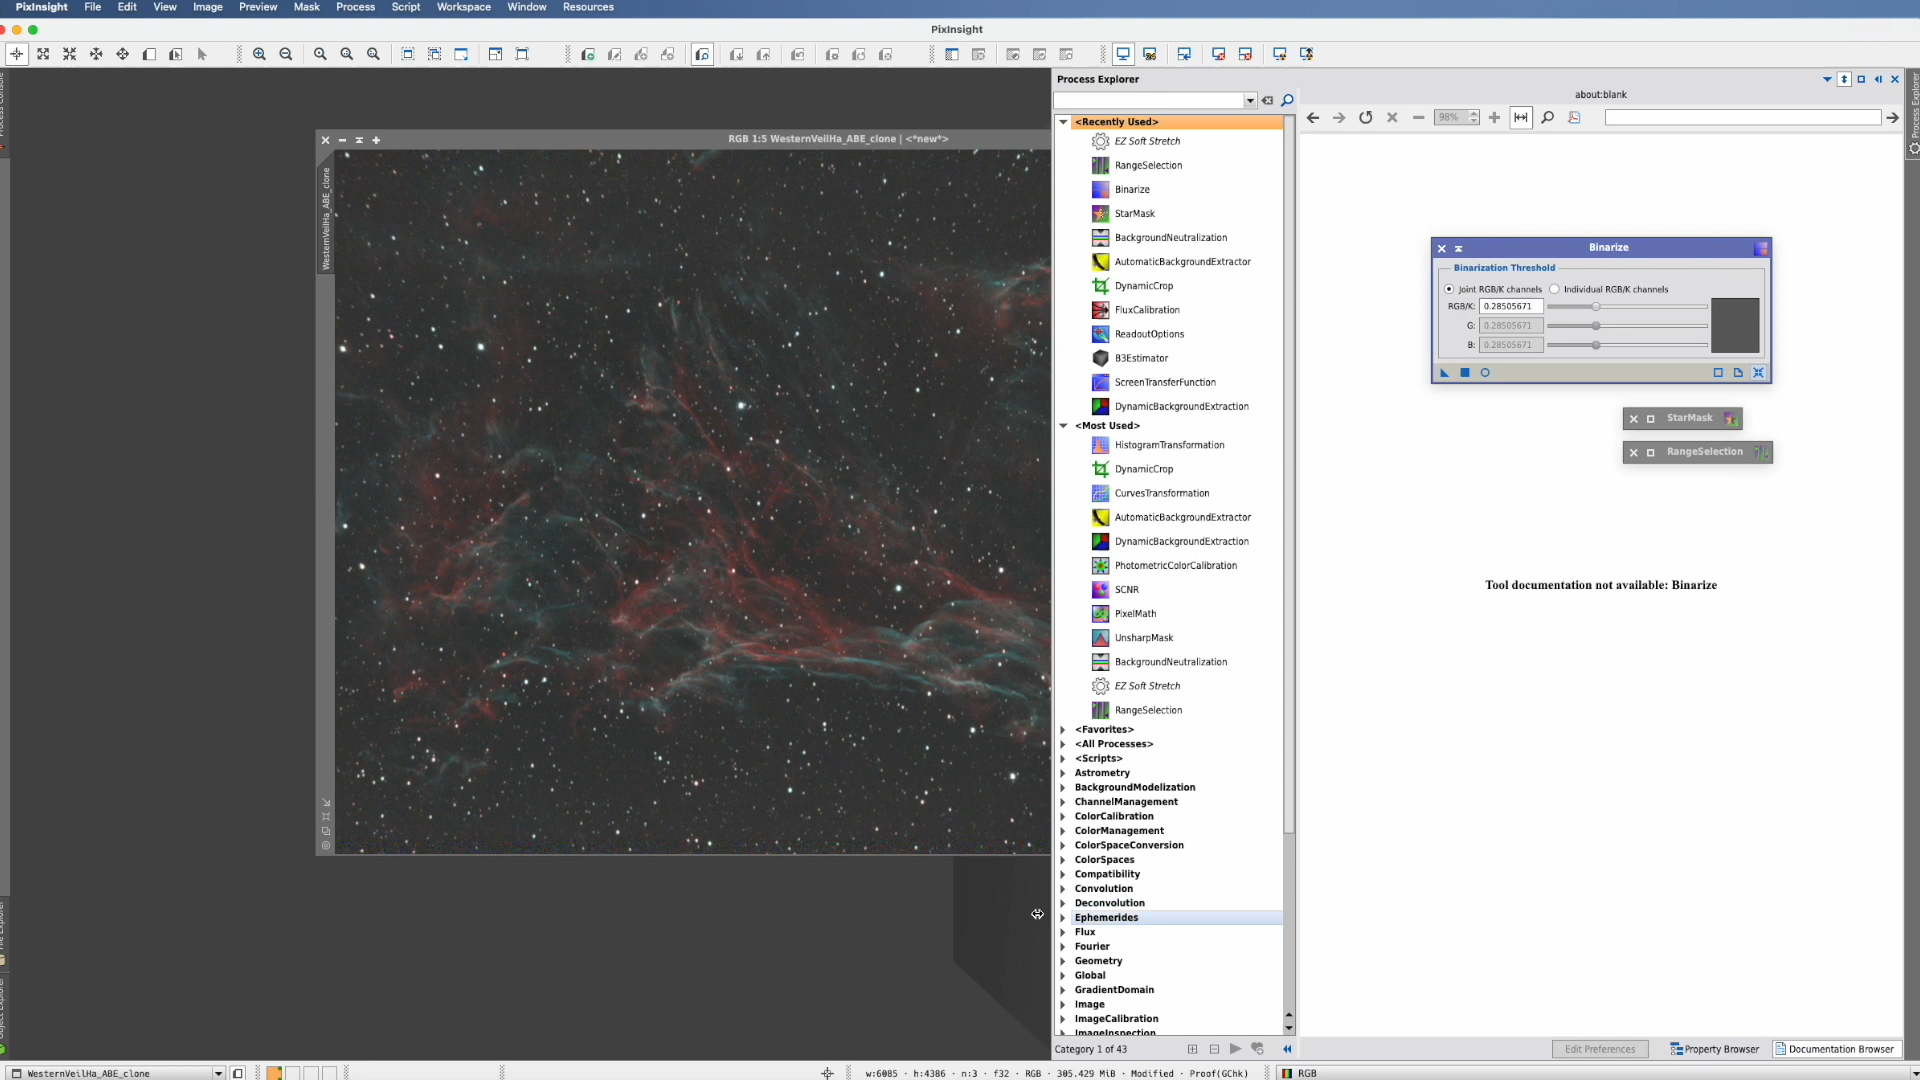 PixInsight File Edit View Image Preview Mask Process Script Workspace Window Resources
PixInsight
Process Explorer
about:blank
98%
RGB 1:5 WesternVeilHa_ABE_clone | <*new*>
WesternVeilHa_ABE_clone
<Recently Used>
EZ Soft Stretch
RangeSelection
Binarize
StarMask
BackgroundNeutralization
AutomaticBackgroundExtractor
DynamicCrop
FluxCalibration
ReadoutOptions
B3Estimator
ScreenTransferFunction
DynamicBackgroundExtraction
<Most Used>
HistogramTransformation
DynamicCrop
CurvesTransformation
AutomaticBackgroundExtractor
DynamicBackgroundExtraction
PhotometricColorCalibration
SCNR
PixelMath
UnsharpMask
BackgroundNeutralization
EZ Soft Stretch
RangeSelection
<Favorites>
<All Processes>
<Scripts>
Astrometry
BackgroundModelization
ChannelManagement
ColorCalibration
ColorManagement
ColorSpaceConversion
ColorSpaces
Compatibility
Convolution
Deconvolution
Ephemerides
Flux
Fourier
Geometry
Global
GradientDomain
Image
ImageCalibration
ImageInspection
Category 1 of 43
Binarize
Binarization Threshold
Joint RGB/K channels Individual RGB/K channels
RGB/K: 0.28505671
G: 0.28505671
B: 0.28505671
StarMask
RangeSelection
Tool documentation not available: Binarize
Edit Preferences Property Browser Documentation Browser
Process Explorer
WesternVeilHa_ABE_clone
w:6085 · h:4386 · n:3 · f32 · RGB · 305.429 MiB · Modified · Proof(GChk)
RGB